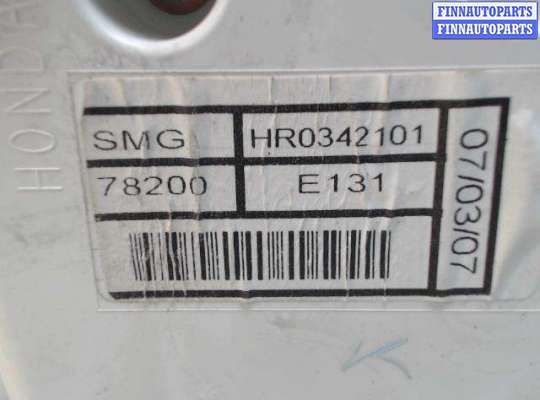 FINNAUTOPARTS
FINNAUTOPARTS
HONDA
SMG HR0342101
78200 E131
07/03/07